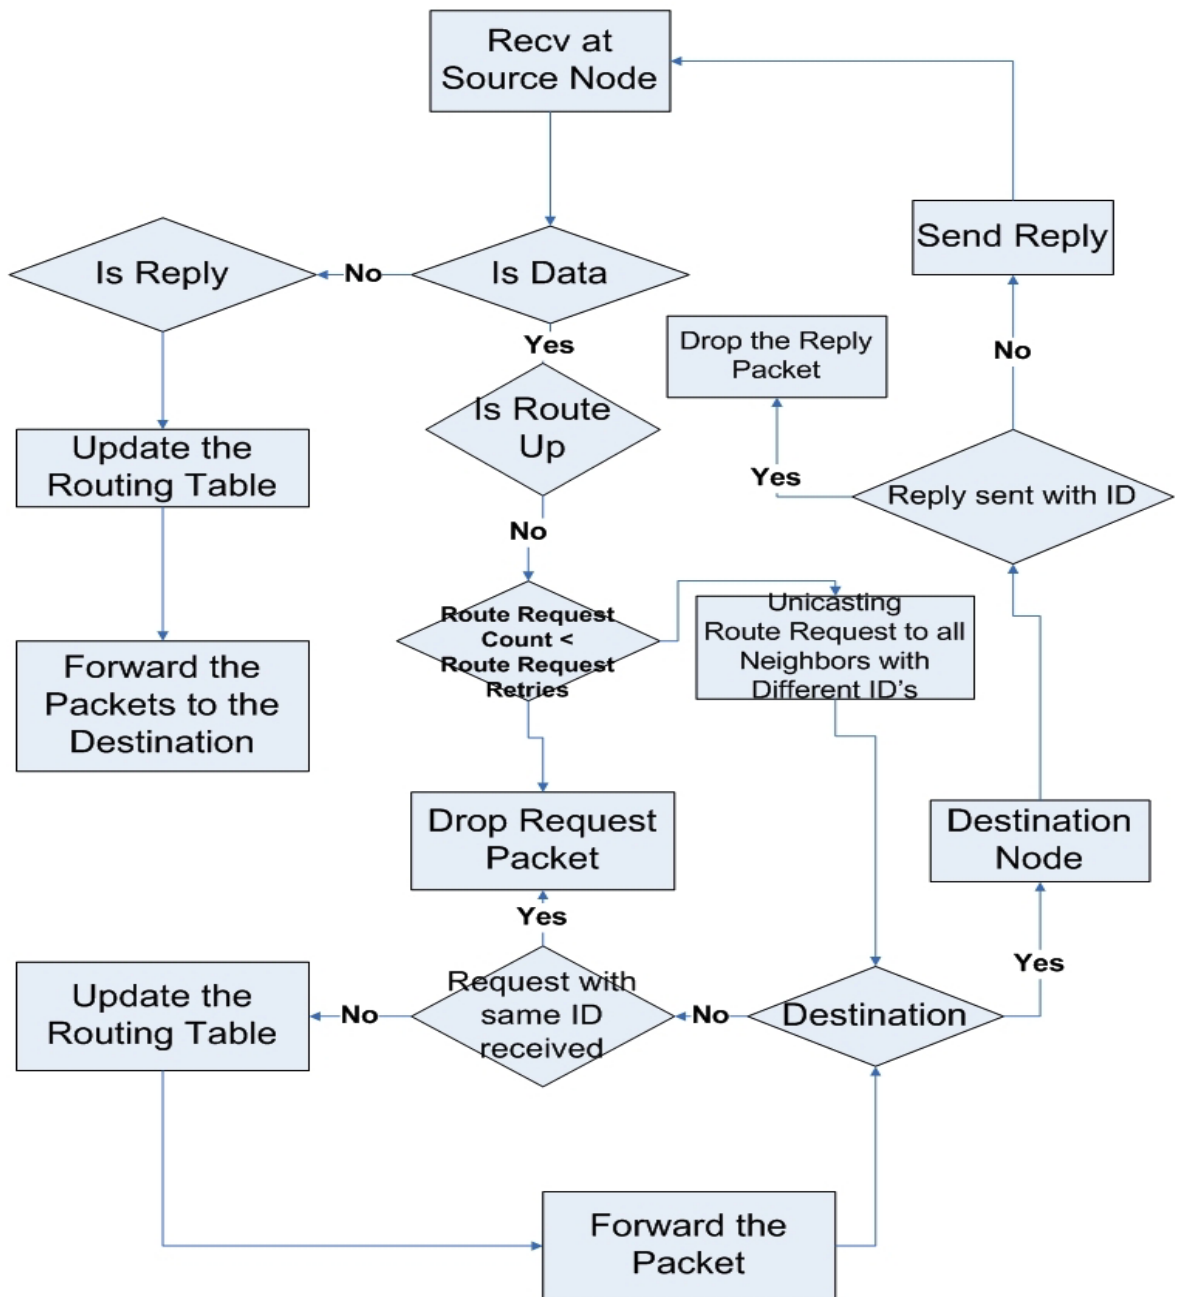 Recv at
Source Node
Is Reply
No
Is Data
Send Reply
Yes
Drop the Reply
Packet
No
Is Route
Up
Update the
Routing Table
Yes
Reply sent with ID
No
Route Request
Count <
Route Request
Retries
Unicasting
Route Request to all
Neighbors with
Different ID's
Forward the
Packets to the
Destination
Drop Request
Packet
Destination
Node
Yes
Yes
Update the
Routing Table
No
Request with
same ID
received
No
Destination
Forward the
Packet